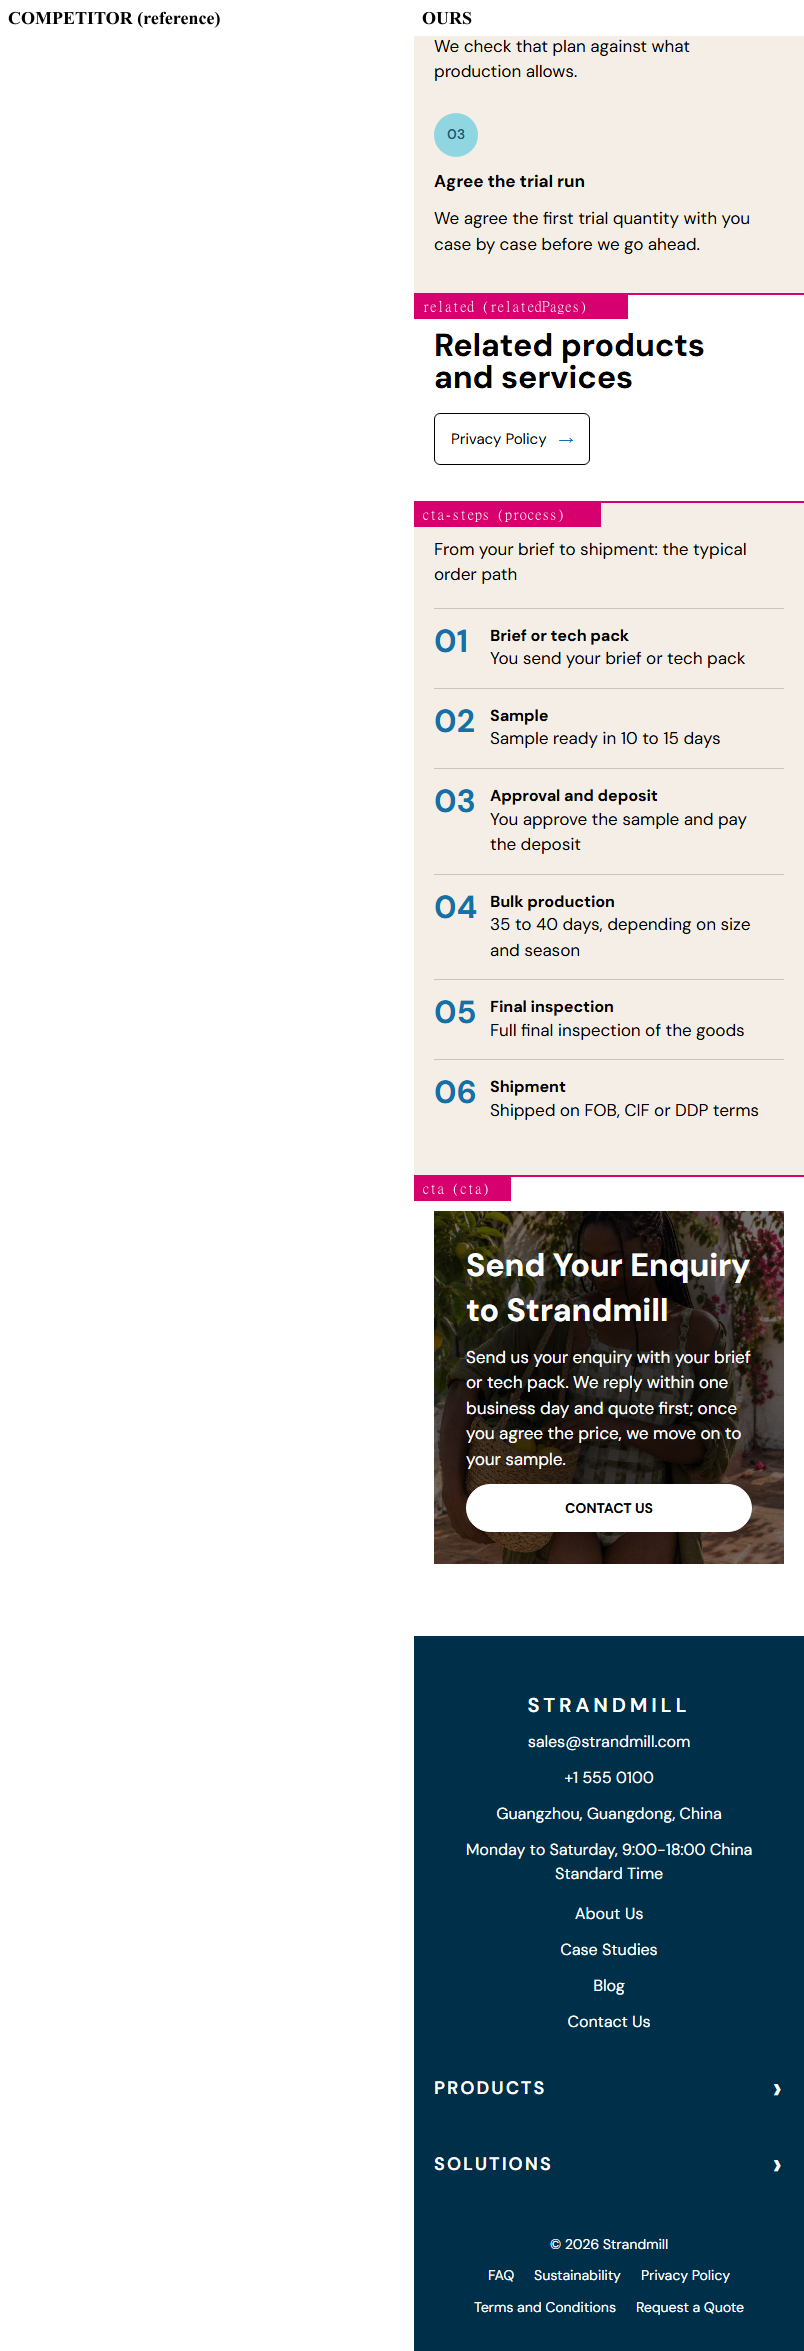 COMPETITOR (reference)
OURS
We check that plan against what
production allows.
03
Agree the trial run
We agree the first trial quantity with you
case by case before we go ahead.
related (relatedPages)
Related products
and services
Privacy Policy →
cta-steps (process)
From your brief to shipment: the typical
order path
01
Brief or tech pack
You send your brief or tech pack
02
Sample
Sample ready in 10 to 15 days
03
Approval and deposit
You approve the sample and pay
the deposit
04
Bulk production
35 to 40 days, depending on size
and season
05
Final inspection
Full final inspection of the goods
06
Shipment
Shipped on FOB, CIF or DDP terms
cta (cta)
Send Your Enquiry
to Strandmill
Send us your enquiry with your brief
or tech pack. We reply within one
business day and quote first; once
you agree the price, we move on to
your sample.
CONTACT US
STRANDMILL
sales@strandmill.com
+1 555 0100
Guangzhou, Guangdong, China
Monday to Saturday, 9:00-18:00 China
Standard Time
About Us
Case Studies
Blog
Contact Us
PRODUCTS
SOLUTIONS
© 2026 Strandmill
FAQ Sustainability Privacy Policy
Terms and Conditions Request a Quote